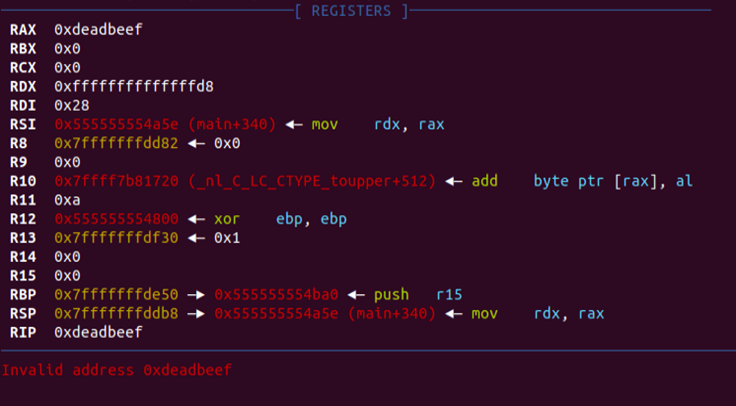 [ REGISTERS ]
RAX 0xdeadbeef
RBX 0x0
RCX 0x0
RDX 0xffffffffffffffd8
RDI 0x28
RSI 0x555555554a5e (main+340) ◂— mov rdx, rax
R8 0x7fffffffdd82 ◂— 0x0
R9 0x0
R10 0x7ffff7b81720 (_nl_C_LC_CTYPE_toupper+512) ◂— add byte ptr [rax], al
R11 0xa
R12 0x555555554800 ◂— xor ebp, ebp
R13 0x7fffffffdf30 ◂— 0x1
R14 0x0
R15 0x0
RBP 0x7fffffffde50 —▸ 0x555555554ba0 ◂— push r15
RSP 0x7fffffffddb8 —▸ 0x555555554a5e (main+340) ◂— mov rdx, rax
RIP 0xdeadbeef
Invalid address 0xdeadbeef